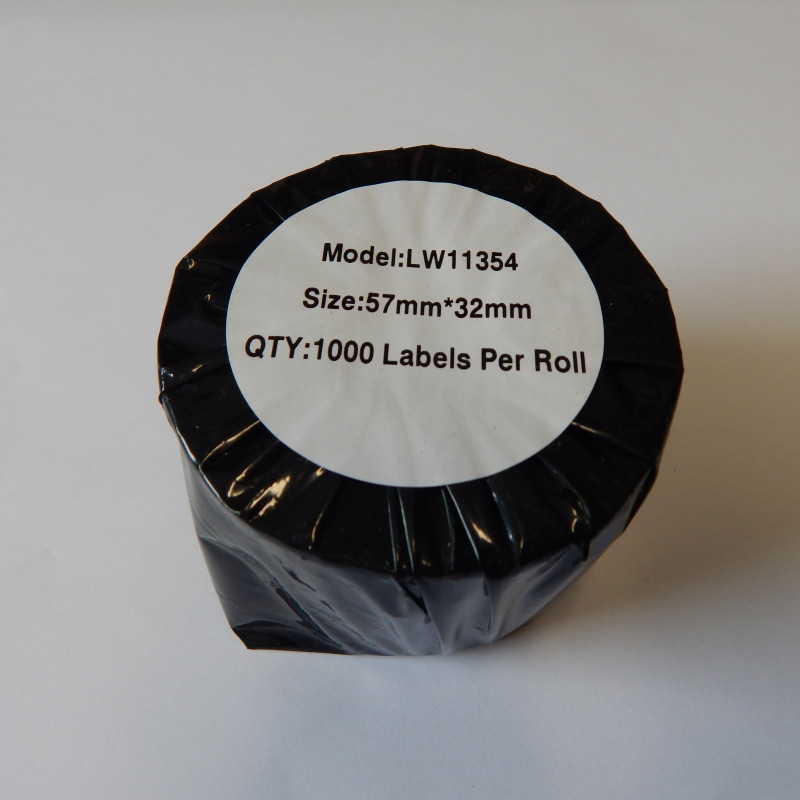 Model:LW11354
Size:57mm*32mm
QTY:1000 Labels Per Roll